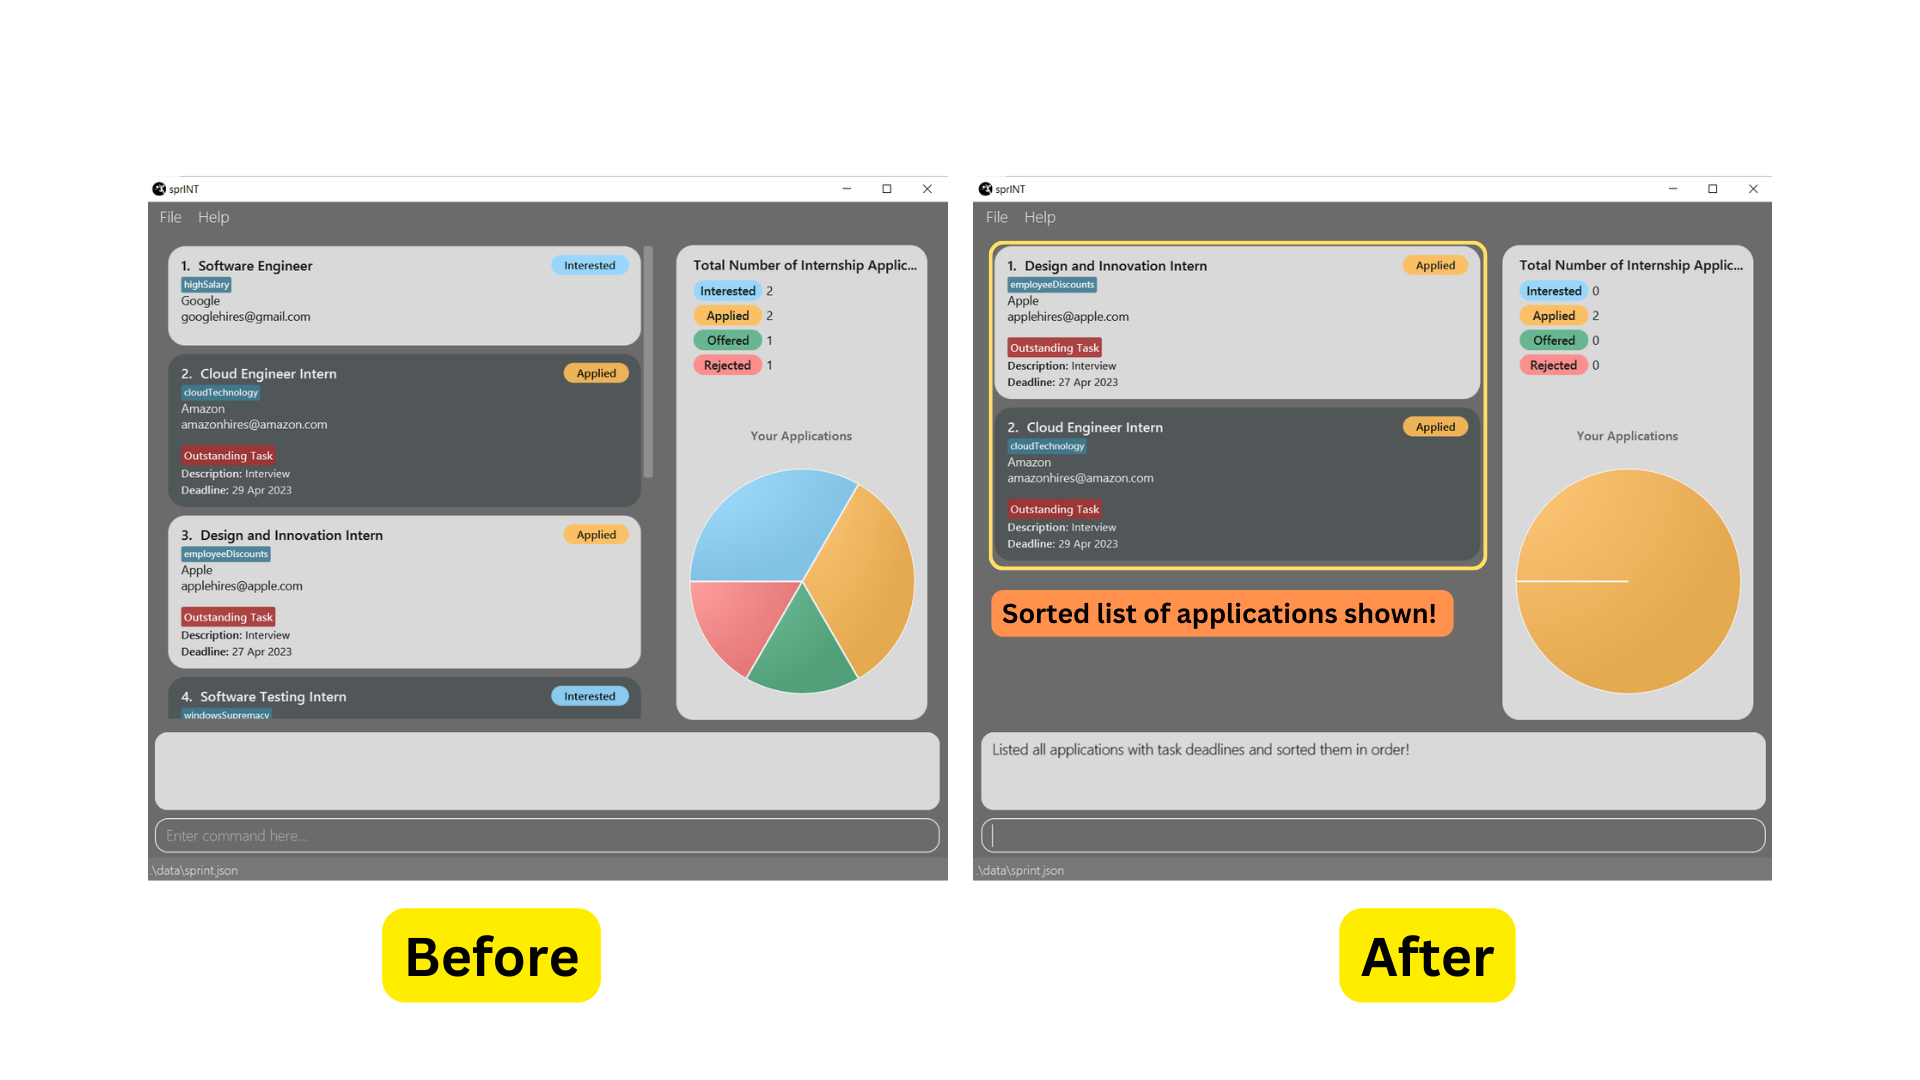 sprINT
File Help
1. Software Engineer
Interested
highSalary
Google
googlehires@gmail.com
2. Cloud Engineer Intern
Applied
cloudTechnology
Amazon
amazonhires@amazon.com
Outstanding Task
Description: Interview
Deadline: 29 Apr 2023
3. Design and Innovation Intern
Applied
employeeDiscounts
Apple
applehires@apple.com
Outstanding Task
Description: Interview
Deadline: 27 Apr 2023
4. Software Testing Intern
Interested
windowsSupremacy
Total Number of Internship Applic...
Interested 2
Applied 2
Offered 1
Rejected 1
Your Applications
Enter command here...
.\data\sprint.json
Before
sprINT
File Help
1. Design and Innovation Intern
Applied
employeeDiscounts
Apple
applehires@apple.com
Outstanding Task
Description: Interview
Deadline: 27 Apr 2023
2. Cloud Engineer Intern
Applied
cloudTechnology
Amazon
amazonhires@amazon.com
Outstanding Task
Description: Interview
Deadline: 29 Apr 2023
Sorted list of applications shown!
Total Number of Internship Applic...
Interested 0
Applied 2
Offered 0
Rejected 0
Your Applications
Listed all applications with task deadlines and sorted them in order!
.\data\sprint.json
After